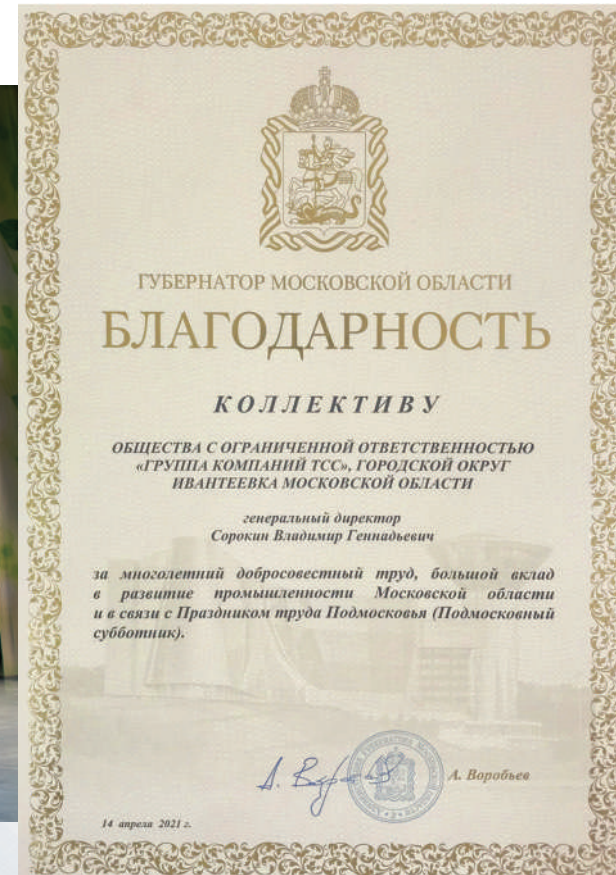 ГУБЕРНАТОР МОСКОВСКОЙ ОБЛАСТИ
БЛАГОДАРНОСТЬ
КОЛЛЕКТИВУ
ОБЩЕСТВА С ОГРАНИЧЕННОЙ ОТВЕТСТВЕННОСТЬЮ
«ГРУППА КОМПАНИЙ ТСС», ГОРОДСКОЙ ОКРУГ
ИВАНТЕЕВКА МОСКОВСКОЙ ОБЛАСТИ
генеральный директор
Сорокин Владимир Геннадьевич
за многолетний добросовестный труд, большой вклад
в развитие промышленности Московской области
и в связи с Праздником труда Подмосковья (Подмосковный
субботник).
А. Воробьев
14 апреля 2021 г.